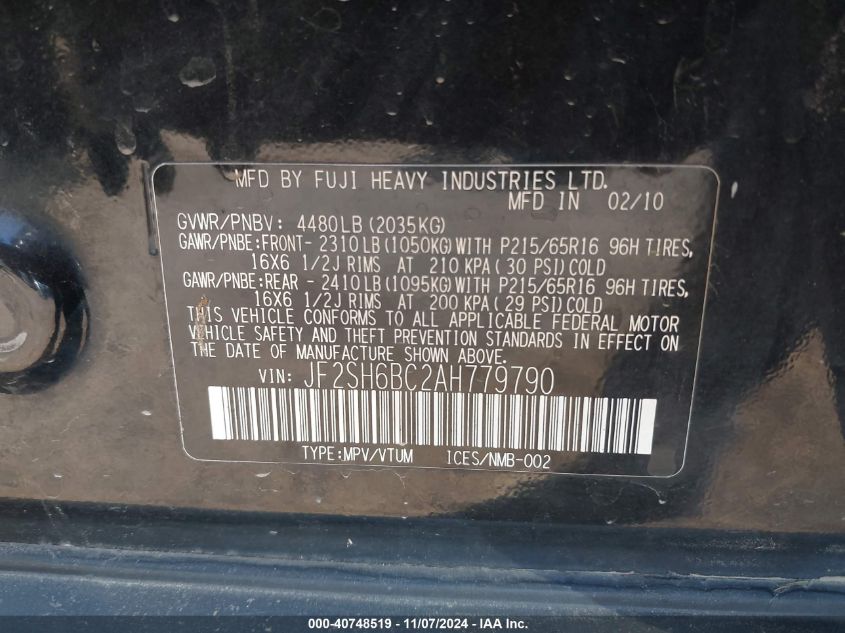 MFD BY FUJI HEAVY INDUSTRIES LTD.
MFD IN 02/10
GVWR/PNBV: 4480LB (2035KG)
GAWR/PNBE:FRONT- 2310LB (1050KG) WITH P215/65R16 96H TIRES,
16X6 1/2J RIMS AT 210 KPA (30 PSI) COLD
GAWR/PNBE:REAR - 2410LB (1095KG) WITH P215/65R16 96H TIRES,
16X6 1/2J RIMS AT 200 KPA (29 PSI) COLD
THIS VEHICLE CONFORMS TO ALL APPLICABLE FEDERAL MOTOR
VEHICLE SAFETY AND THEFT PREVENTION STANDARDS IN EFFECT ON
THE DATE OF MANUFACTURE SHOWN ABOVE.
VIN: JF2SH6BC2AH779790
TYPE:MPV/VTUM ICES/NMB-002
000-40748519 - 11/07/2024 - IAA Inc.